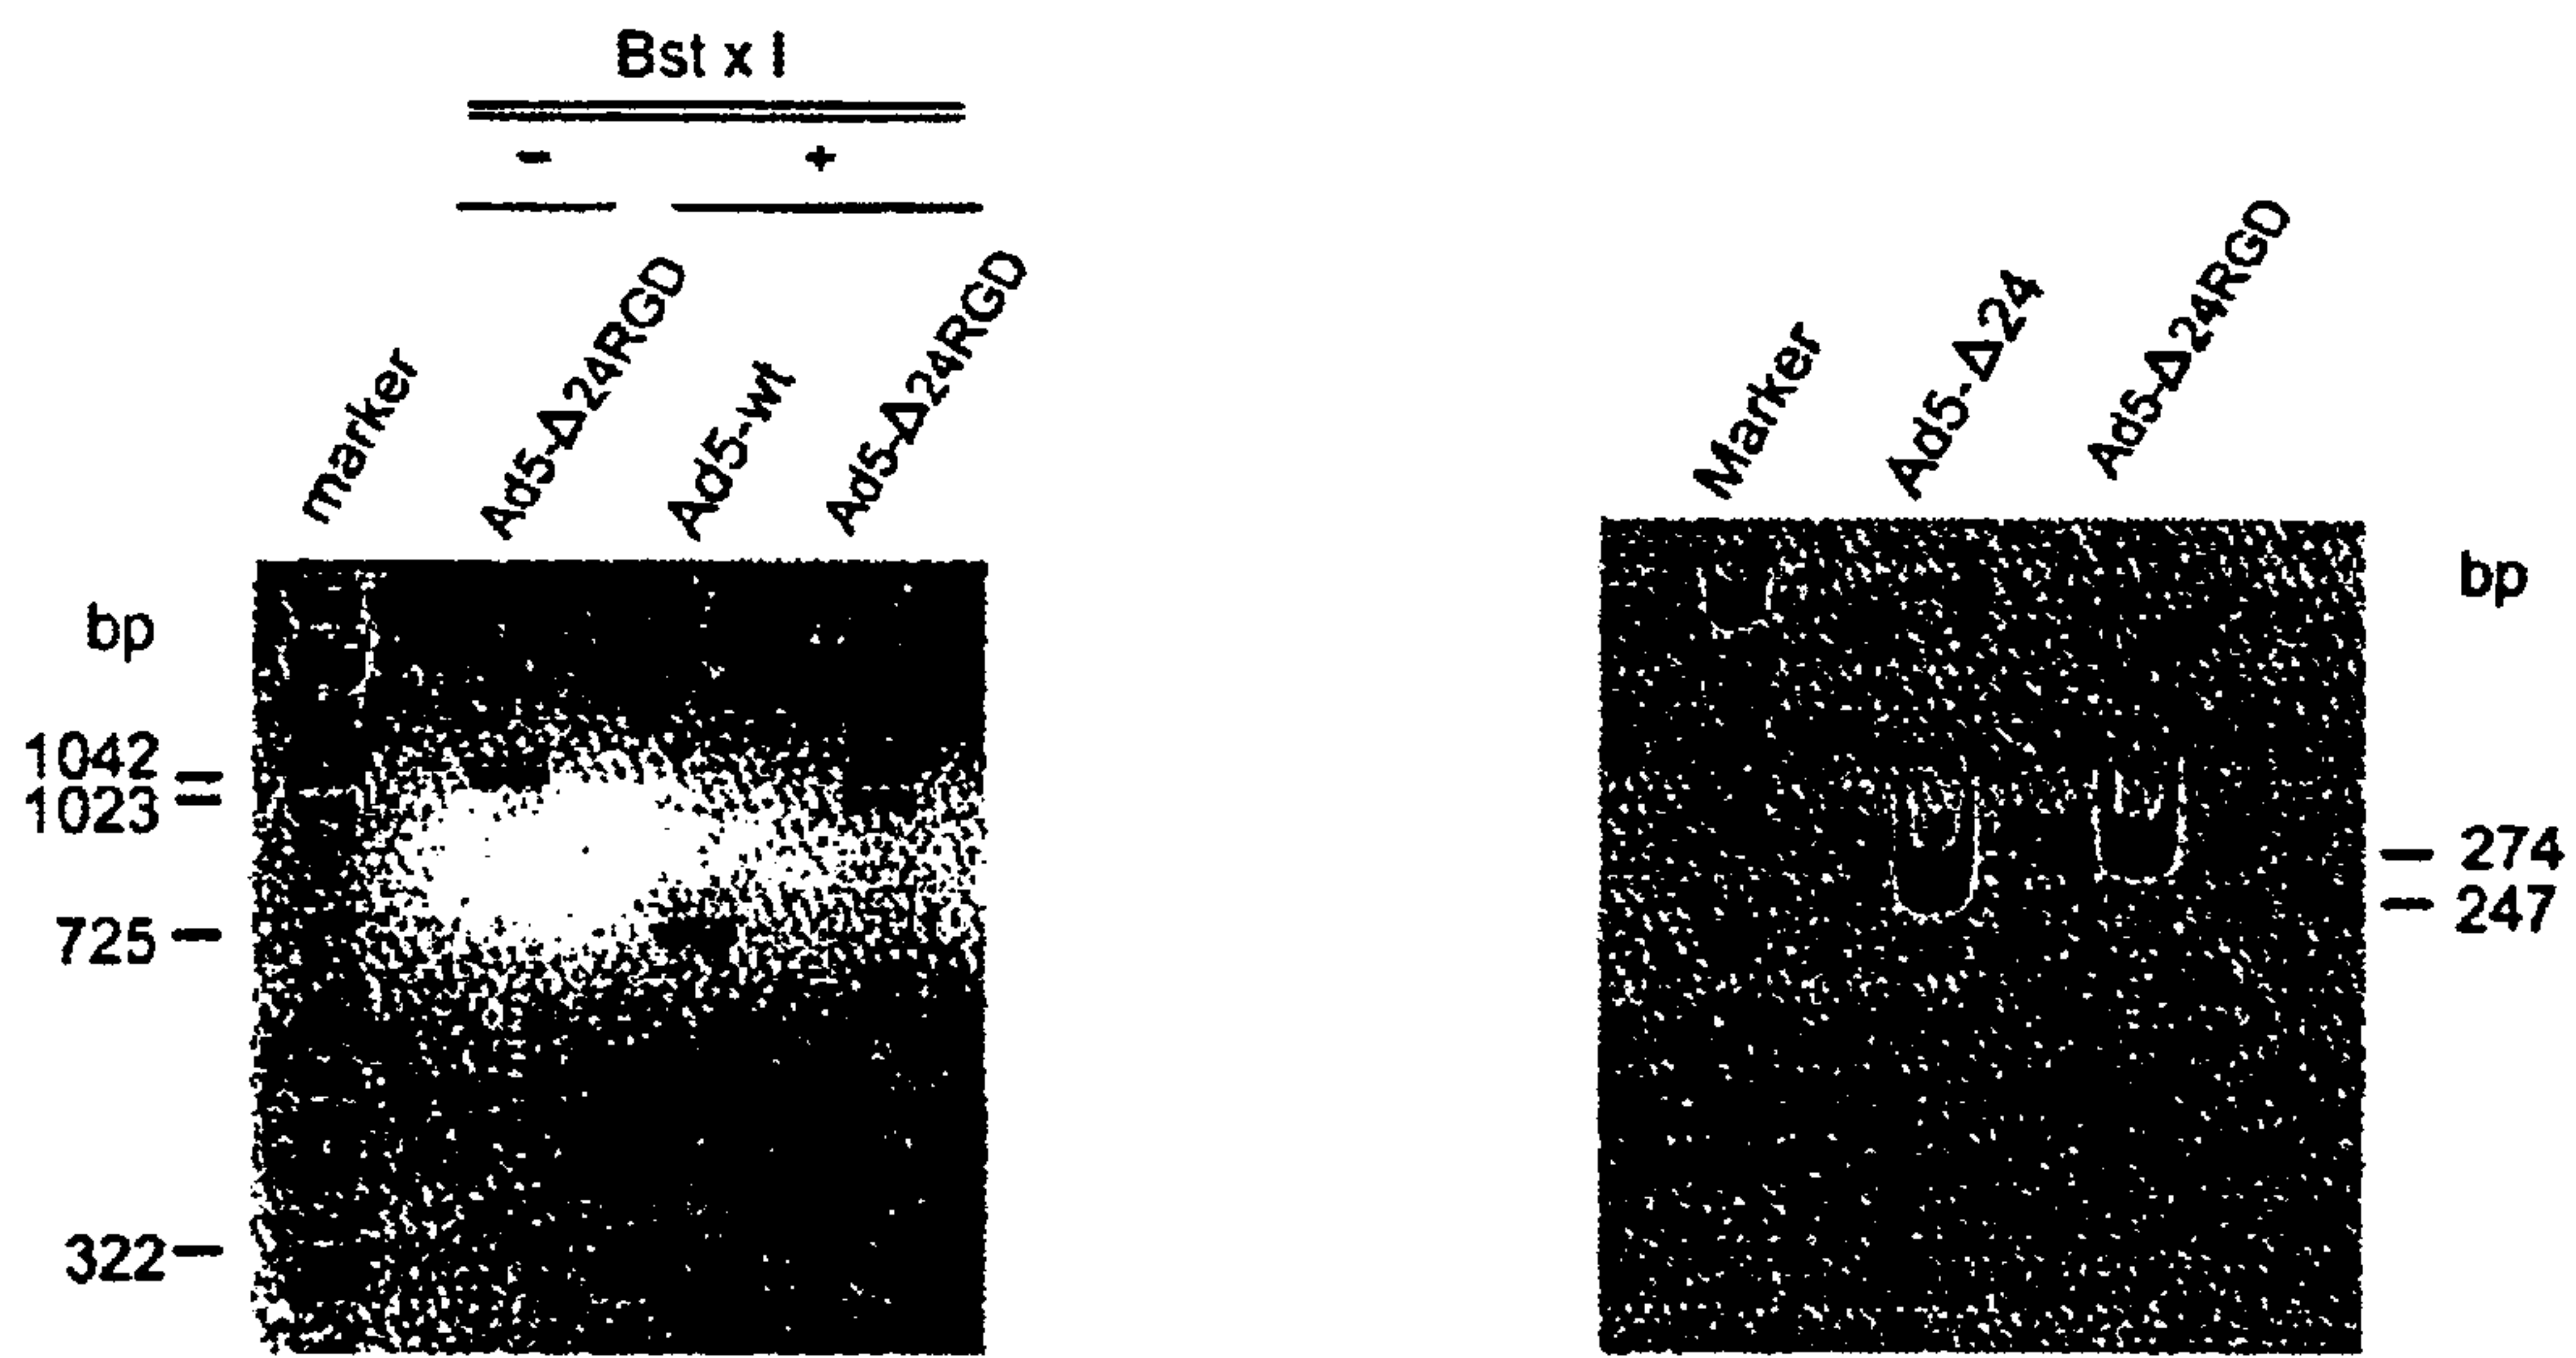 Bst x I
- +
marker Ad5-Δ24RGD Ad5-wt Ad5-Δ24RGD
bp
1042
1023
725
322
Marker Ad5-Δ24 Ad5-Δ24RGD
bp
274
247